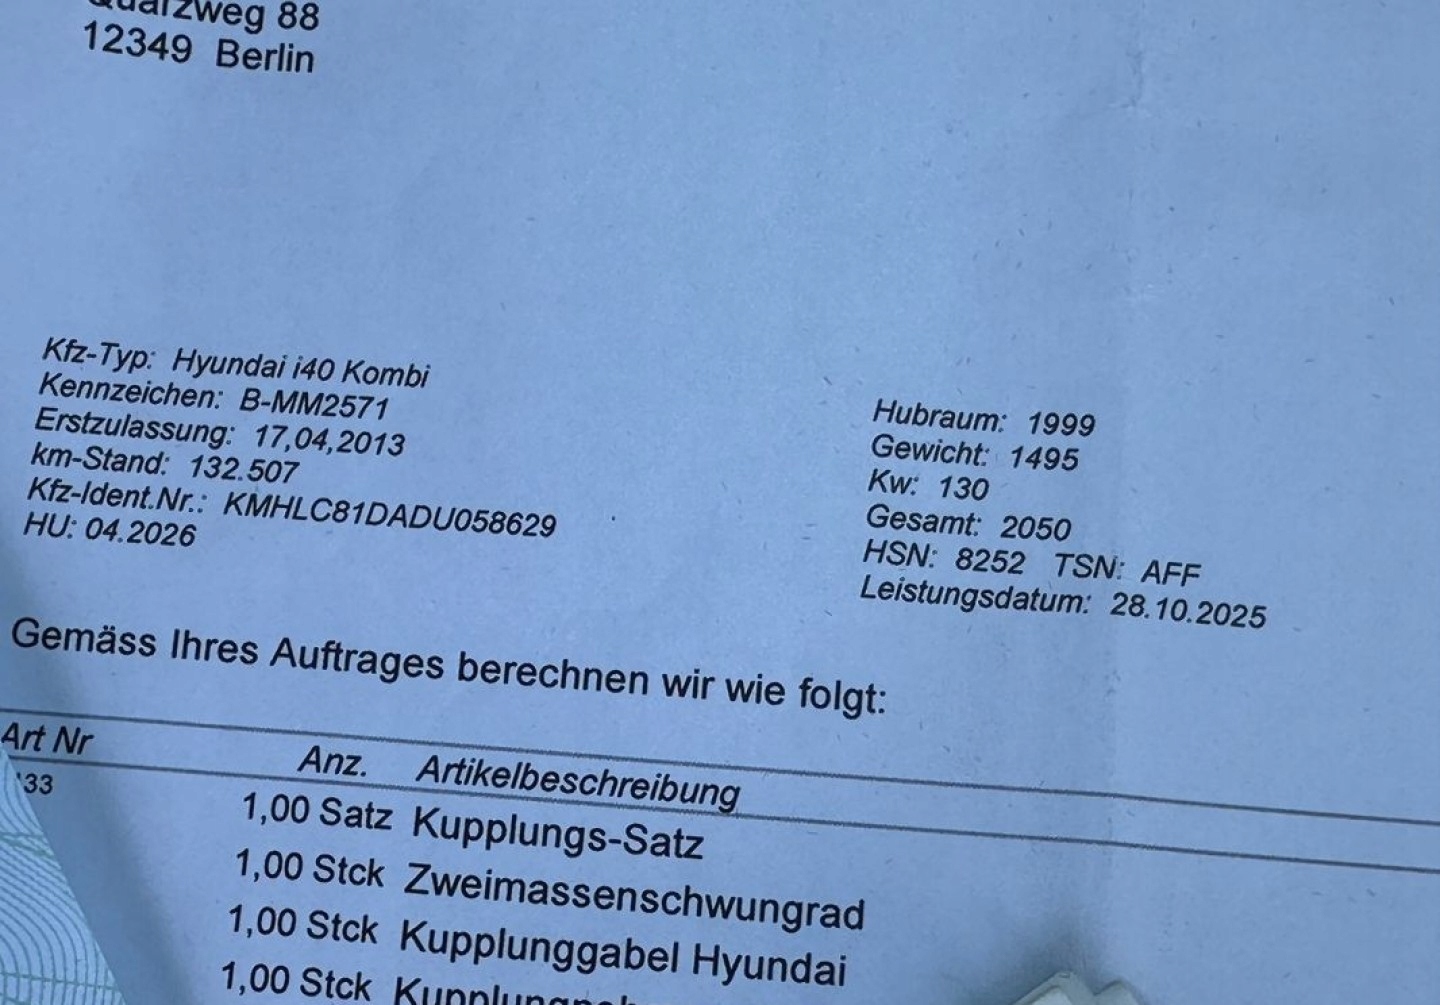 Quarzweg 88
12349 Berlin
Kfz-Typ: Hyundai i40 Kombi
Kennzeichen: B-MM2571
Erstzulassung: 17,04,2013
km-Stand: 132.507
Kfz-Ident.Nr.: KMHLC81DADU058629
HU: 04.2026
Hubraum: 1999
Gewicht: 1495
Kw: 130
Gesamt: 2050
HSN: 8252 TSN: AFF
Leistungsdatum: 28.10.2025
Gemäss Ihres Auftrages berechnen wir wie folgt:
Art Nr Anz. Artikelbeschreibung
33
1,00 Satz Kupplungs-Satz
1,00 Stck Zweimassenschwungrad
1,00 Stck Kupplunggabel Hyundai
1,00 Stck